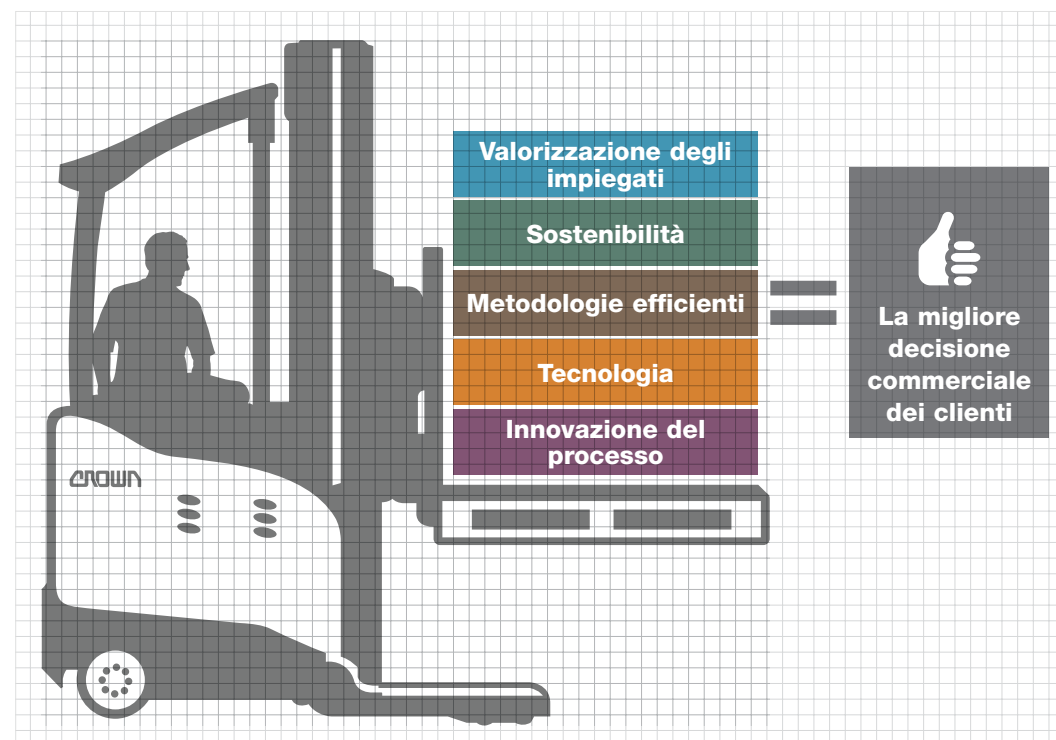 Valorizzazione degli
impiegati
Sostenibilità
Metodologie efficienti
Tecnologia
Innovazione del
processo
La migliore
decisione
commerciale
dei clienti
CROWN